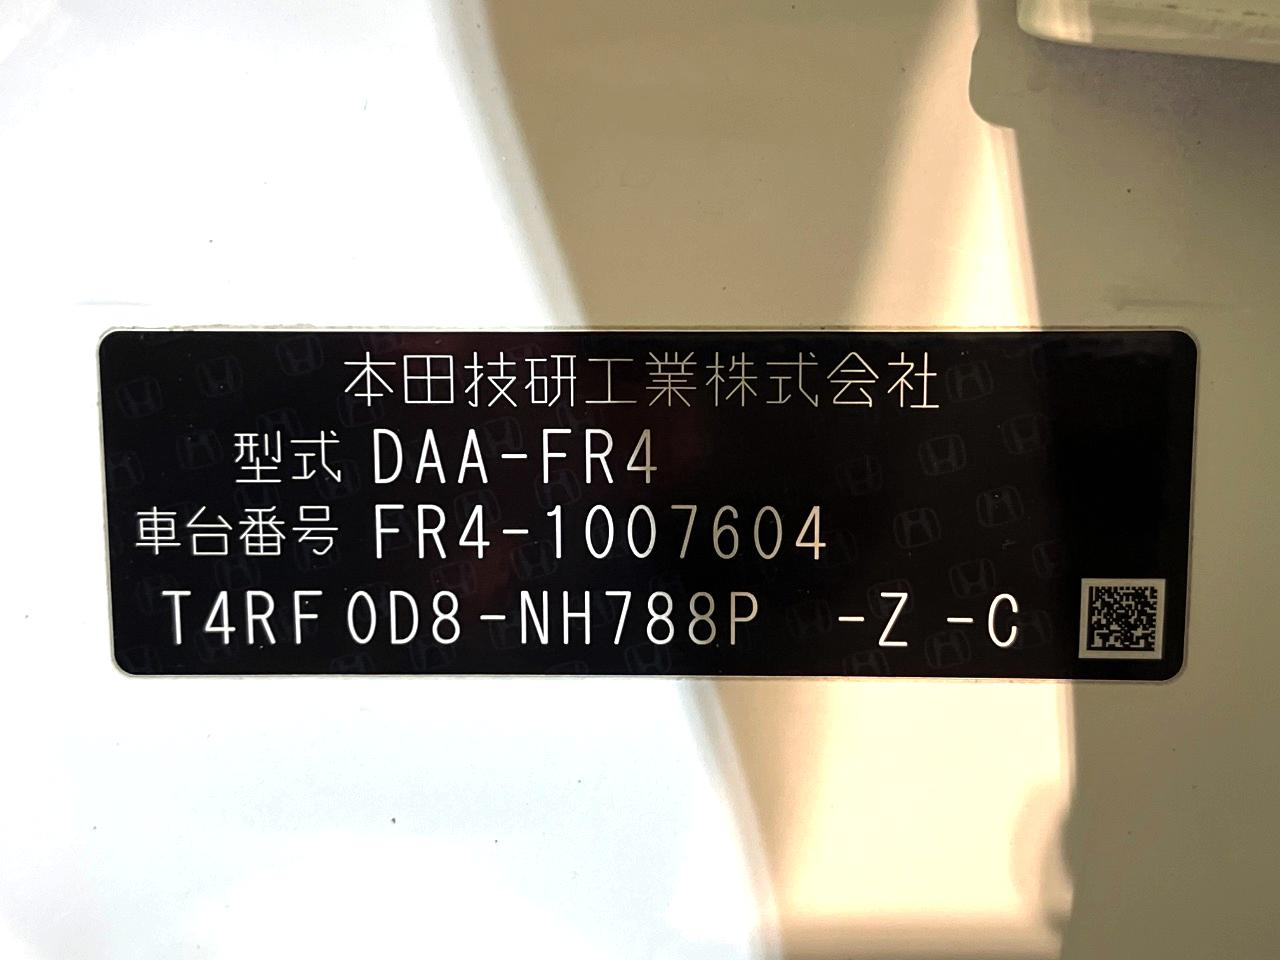 本田技研工業株式会社
型式 DAA-FR4
車台番号 FR4-1007604
T4RF0D8-NH788P -Z -C